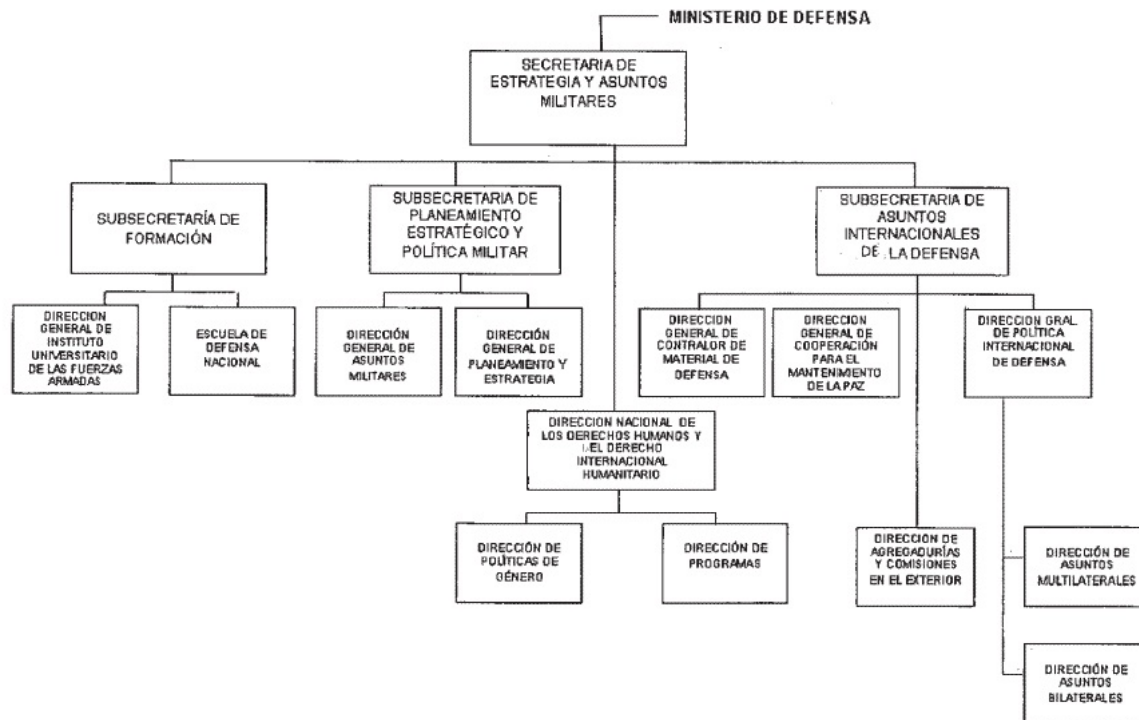 MINISTERIO DE DEFENSA
SECRETARIA DE
ESTRATEGIA Y ASUNTOS
MILITARES
SUBSECRETARÍA DE
FORMACIÓN
SUBSECRETARIA DE
PLANEAMIENTO
ESTRATÉGICO Y
POLÍTICA MILITAR
SUBSECRETARIA DE
ASUNTOS
INTERNACIONALES
DE LA DEFENSA
DIRECCION
GENERAL DE
INSTITUTO
UNIVERSITARIO
DE LAS FUERZAS
ARMADAS
ESCUELA DE
DEFENSA
NACIONAL
DIRECCIÓN
GENERAL DE
ASUNTOS
MILITARES
DIRECCIÓN
GENERAL DE
PLANEAMIENTO Y
ESTRATEGIA
DIRECCION
GENERAL DE
CONTRALOR DE
MATERIAL DE
DEFENSA
DIRECCIÓN
GENERAL DE
COOPERACIÓN
PARA EL
MANTENIMIENTO
DE LA PAZ
DIRECCION GRAL.
DE POLÍTICA
INTERNACIONAL
DE DEFENSA
DIRECCION NACIONAL DE
LOS DERECHOS HUMANOS Y
DEL DERECHO
INTERNACIONAL
HUMANITARIO
DIRECCIÓN DE
POLÍTICAS DE
GÉNERO
DIRECCIÓN DE
PROGRAMAS
DIRECCIÓN DE
AGREGADURÍAS
Y COMISIONES
EN EL EXTERIOR
DIRECCIÓN DE
ASUNTOS
MULTILATERALES
DIRECCIÓN DE
ASUNTOS
BILATERALES